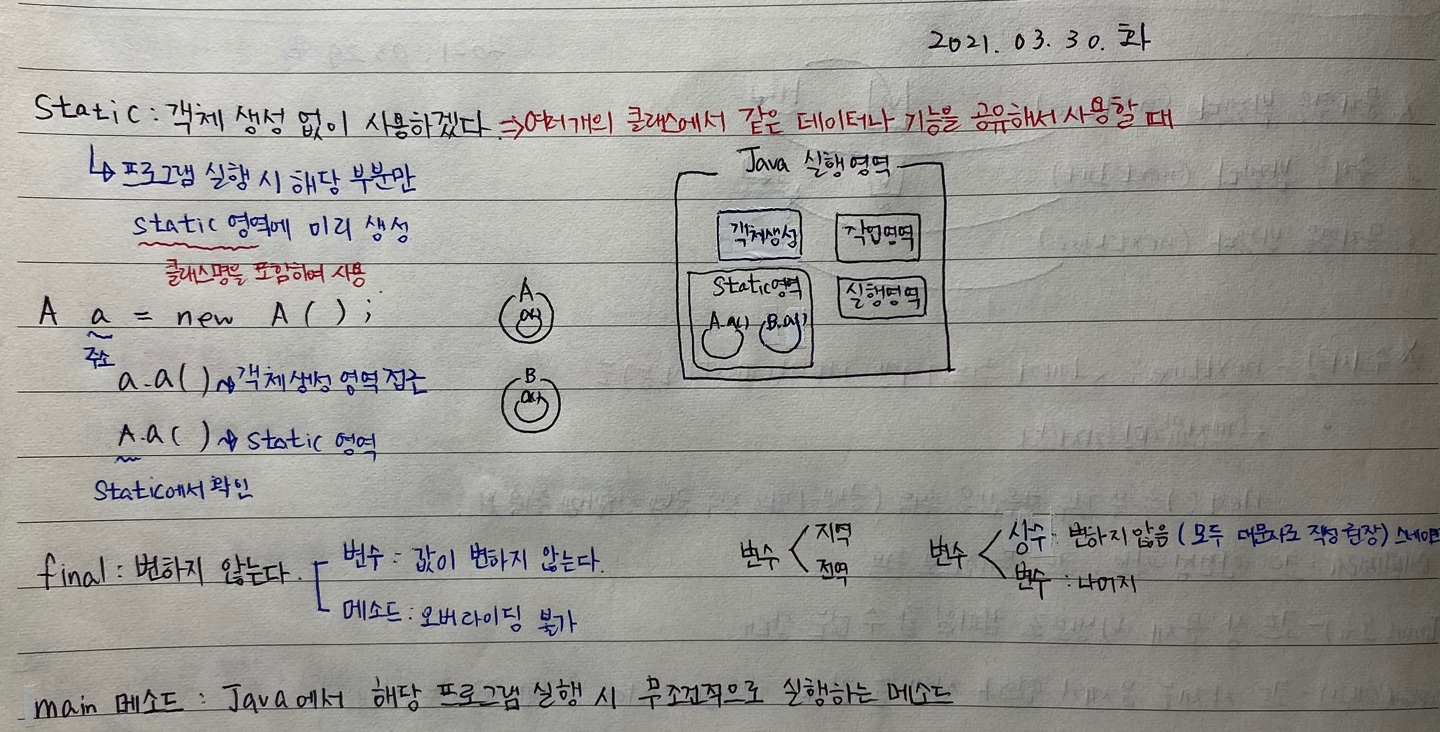 2021. 03. 30. 화
Static : 객체 생성 없이 사용하겠다. ⇒ 여러개의 클래스에서 같은 데이터나 기능을 공유해서 사용할 때
↳ 프로그램 실행 시 해당 부분만
static 영역에 미리 생성
클래스명을 포함하여 사용
A a = new A ( ) ;
주소
a.a( ) → 객체생성 영역 접근
A.a( ) → static 영역
static에서 확인
A
a()
B
a()
Java 실행영역
객체생성
작업영역
Static영역
실행영역
A.a() B.a()
final : 변하지 않는다.
변수 : 값이 변하지 않는다.
메소드 : 오버라이딩 불가
변수 < 지역
전역
변수 < 상수 : 변하지 않음 ( 모두 대문자로 작성 권장)
변수 : 나머지
main 메소드 : Java에서 해당 프로그램 실행 시 무조건적으로 실행하는 메소드